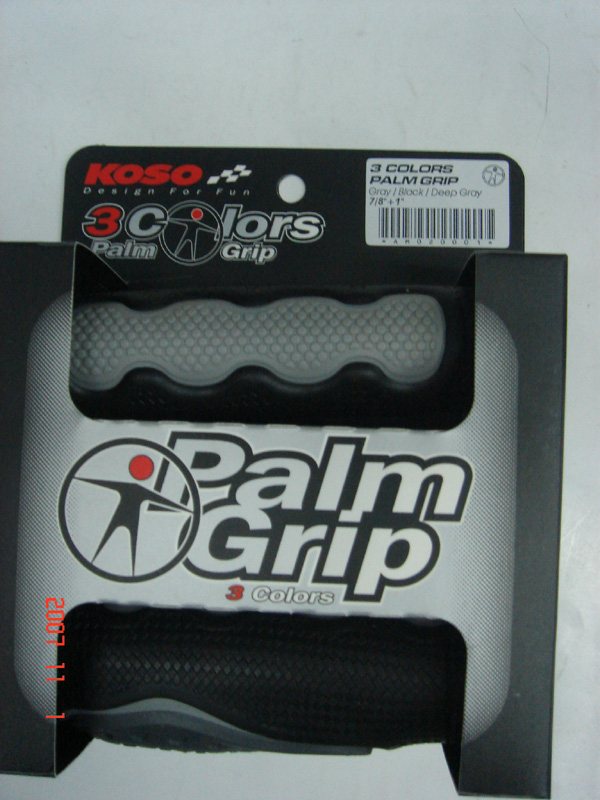 KOSO
Design For Fun
3 Colors
Palm Grip
3 COLORS
PALM GRIP
Gray / Black / Deep Gray
7/8" + 1"
Palm
Grip
3 Colors
2007 11 1